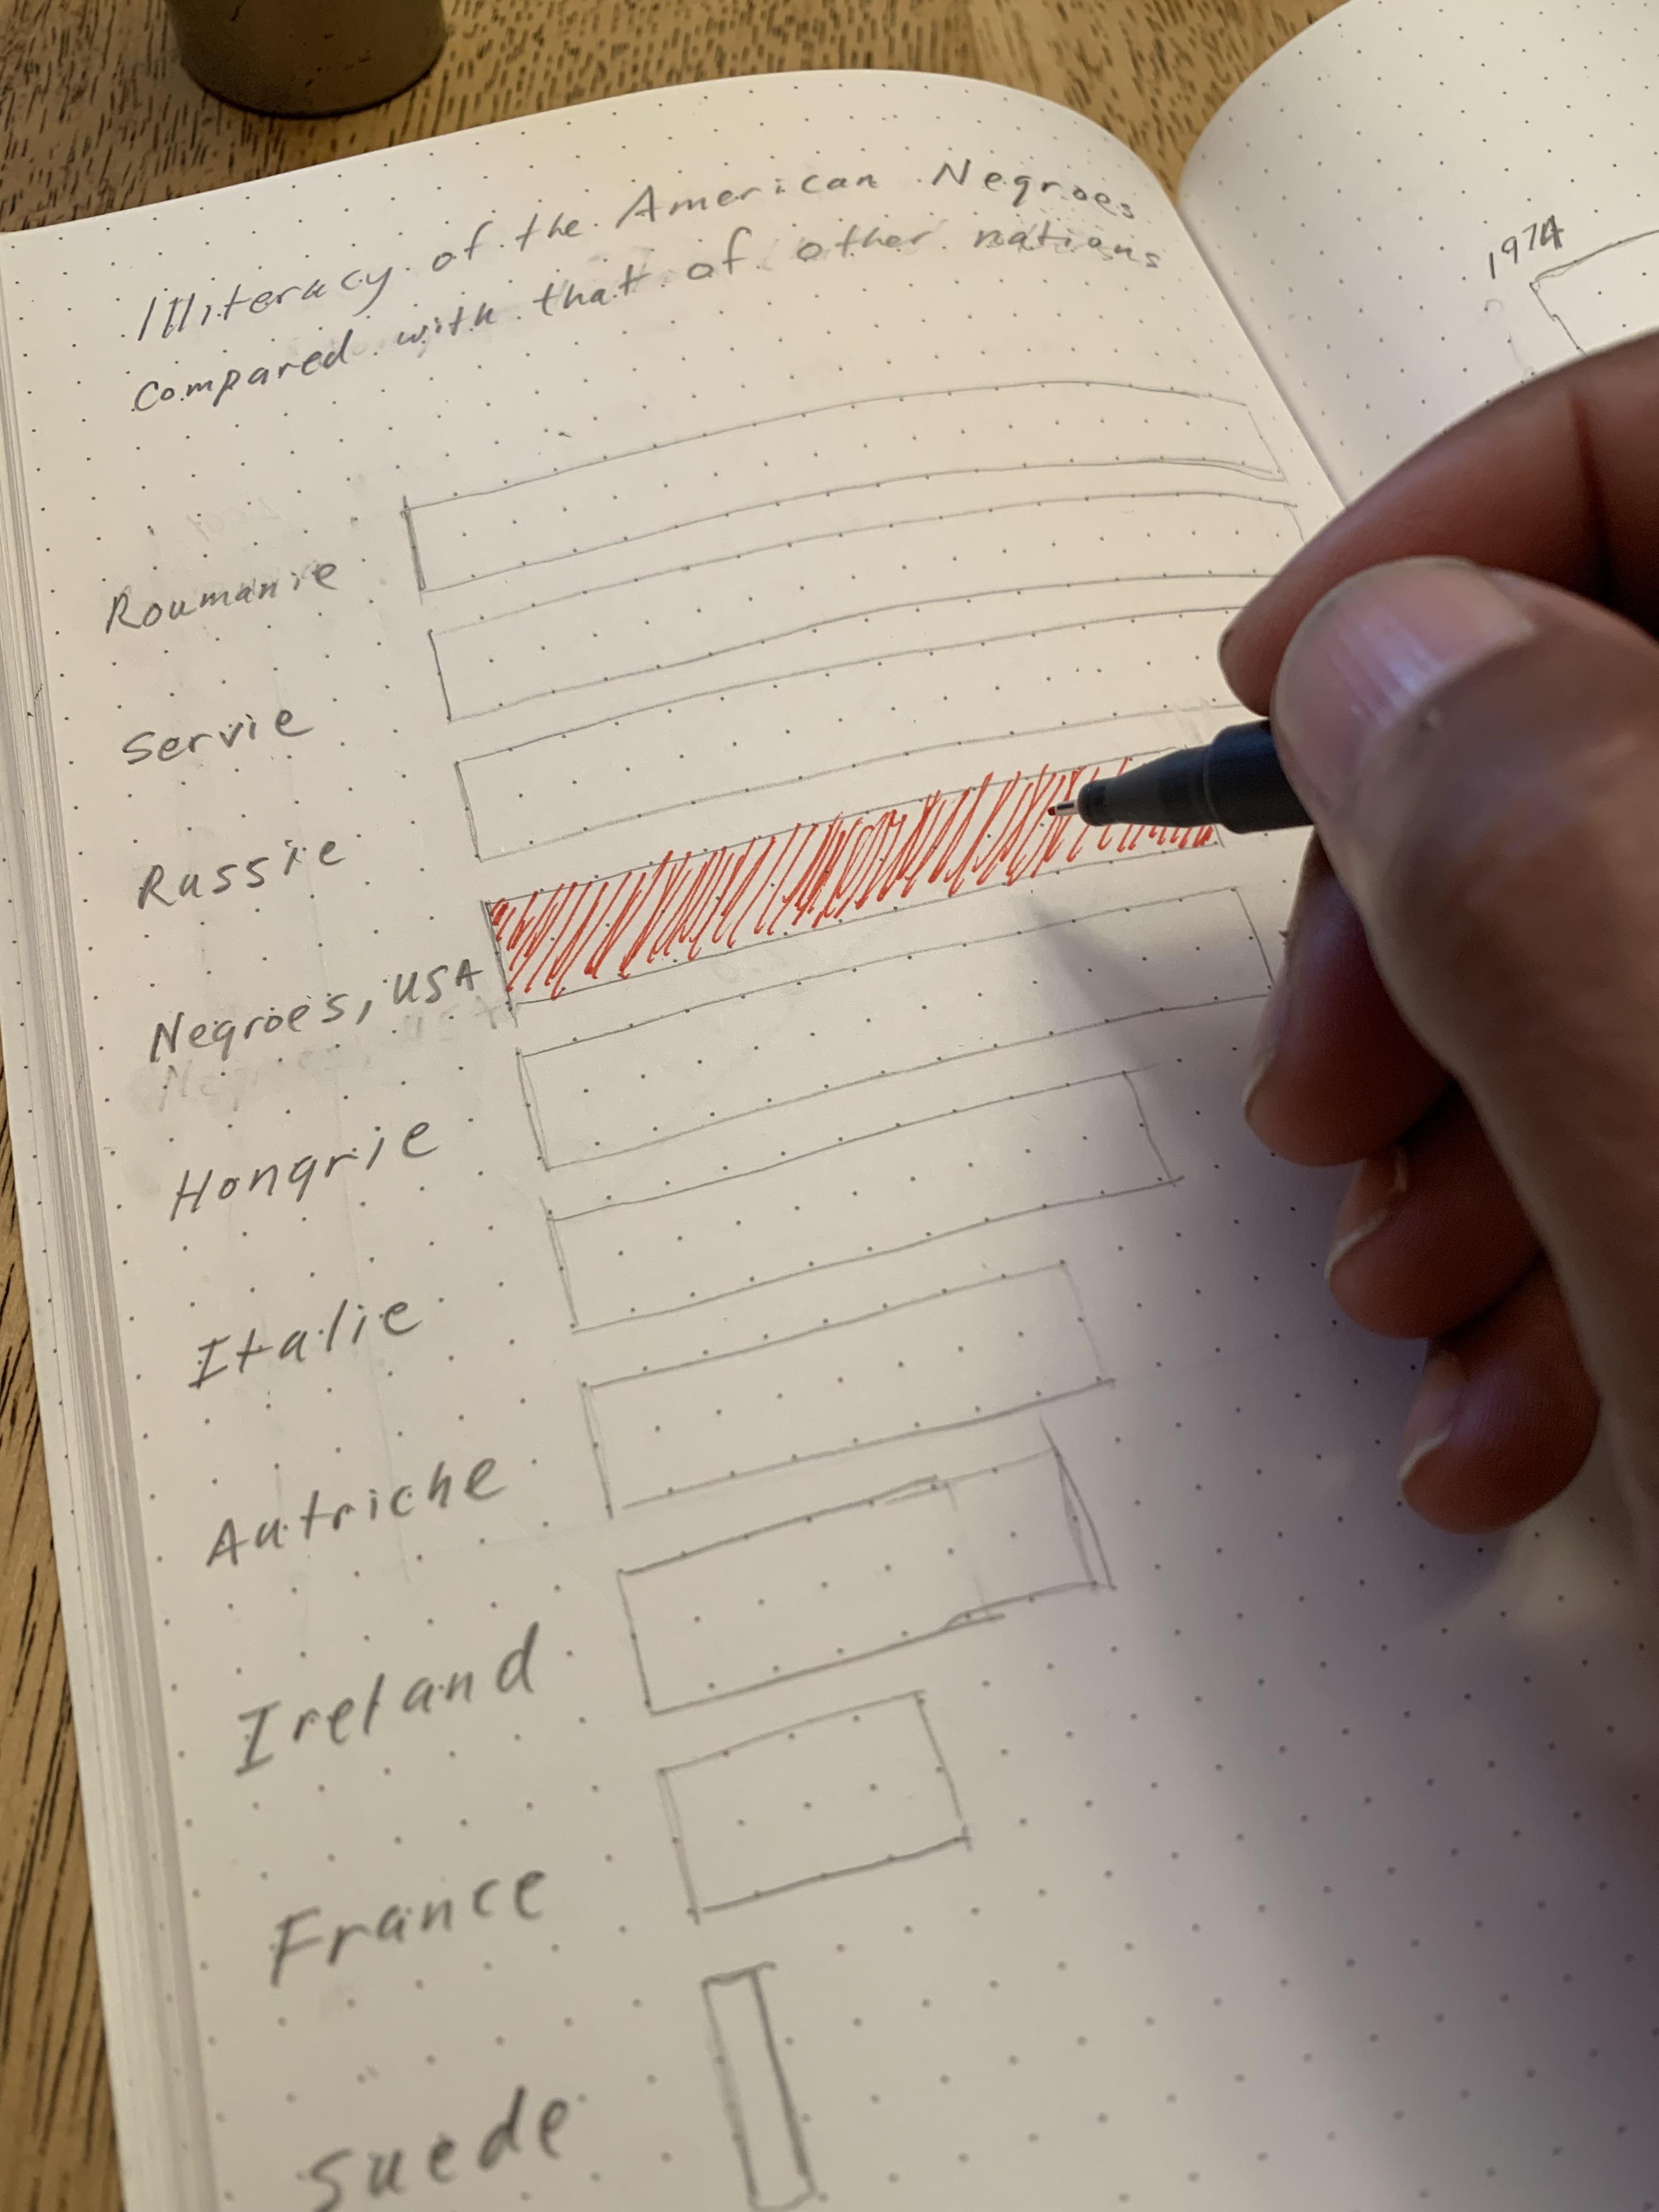 Illiteracy of the American Negroes
compared with that of other nations
1974
Roumanie
Servie
Russie
Negroes, USA
Hongrie
Italie
Autriche
Ireland
France
Suede